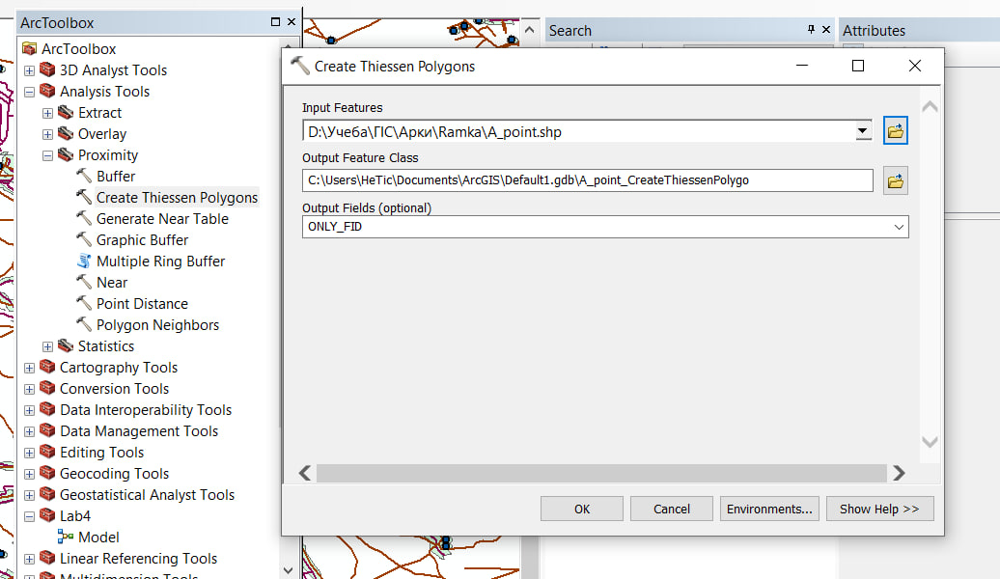 ArcToolbox
ArcToolbox
3D Analyst Tools
Analysis Tools
Extract
Overlay
Proximity
Buffer
Create Thiessen Polygons
Generate Near Table
Graphic Buffer
Multiple Ring Buffer
Near
Point Distance
Polygon Neighbors
Statistics
Cartography Tools
Conversion Tools
Data Interoperability Tools
Data Management Tools
Editing Tools
Geocoding Tools
Geostatistical Analyst Tools
Lab4
Model
Linear Referencing Tools
Multidimension Tools
Search
Attributes
Create Thiessen Polygons
Input Features
D:\Учеба\ГІС\Арки\Ramka\A_point.shp
Output Feature Class
C:\Users\HeTic\Documents\ArcGIS\Default1.gdb\A_point_CreateThiessenPolygo
Output Fields (optional)
ONLY_FID
OK
Cancel
Environments...
Show Help >>